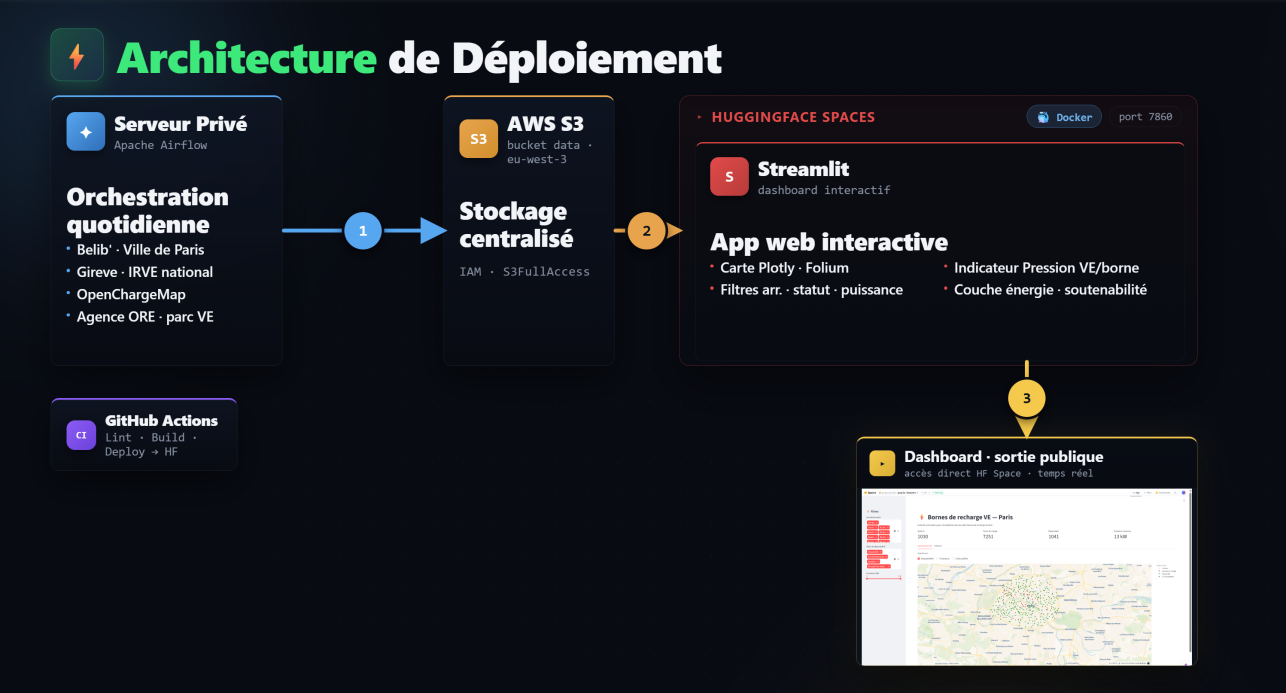 Architecture de Déploiement
Serveur Privé
Apache Airflow
Orchestration
quotidienne
Belib' · Ville de Paris
Gireve · IRVE national
OpenChargeMap
Agence ORE · parc VE
1
S3
AWS S3
bucket data ·
eu-west-3
Stockage
centralisé
IAM · S3FullAccess
2
HUGGINGFACE SPACES
Docker
port 7860
S
Streamlit
dashboard interactif
App web interactive
Carte Plotly · Folium
Filtres arr. · statut · puissance
Indicateur Pression VE/borne
Couche énergie · soutenabilité
CI
GitHub Actions
Lint · Build ·
Deploy → HF
3
Dashboard · sortie publique
accès direct HF Space · temps réel
Bornes de recharge VE — Paris
7251
1041
13 kW